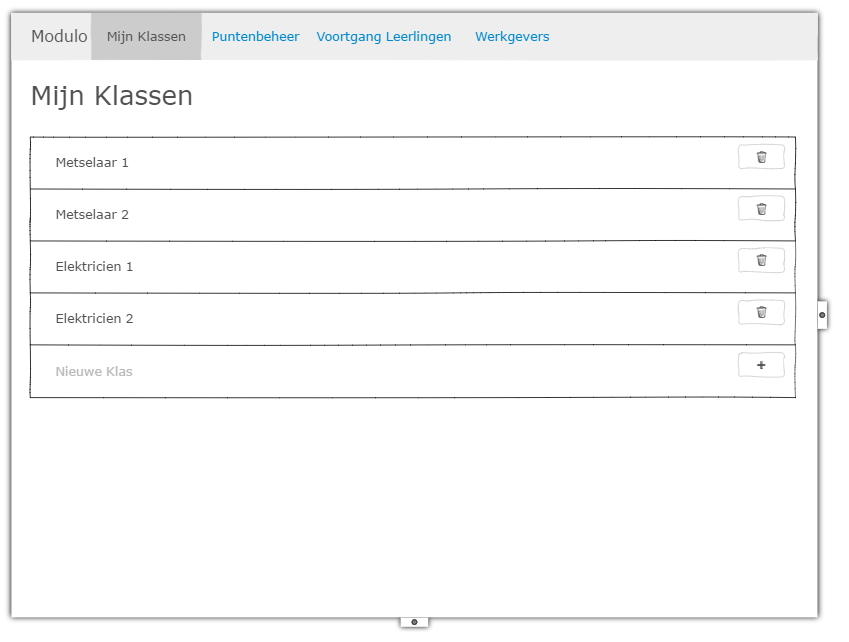 Modulo Mijn Klassen Puntenbeheer Voortgang Leerlingen Werkgevers
Mijn Klassen
Metselaar 1
Metselaar 2
Elektricien 1
Elektricien 2
Nieuwe Klas